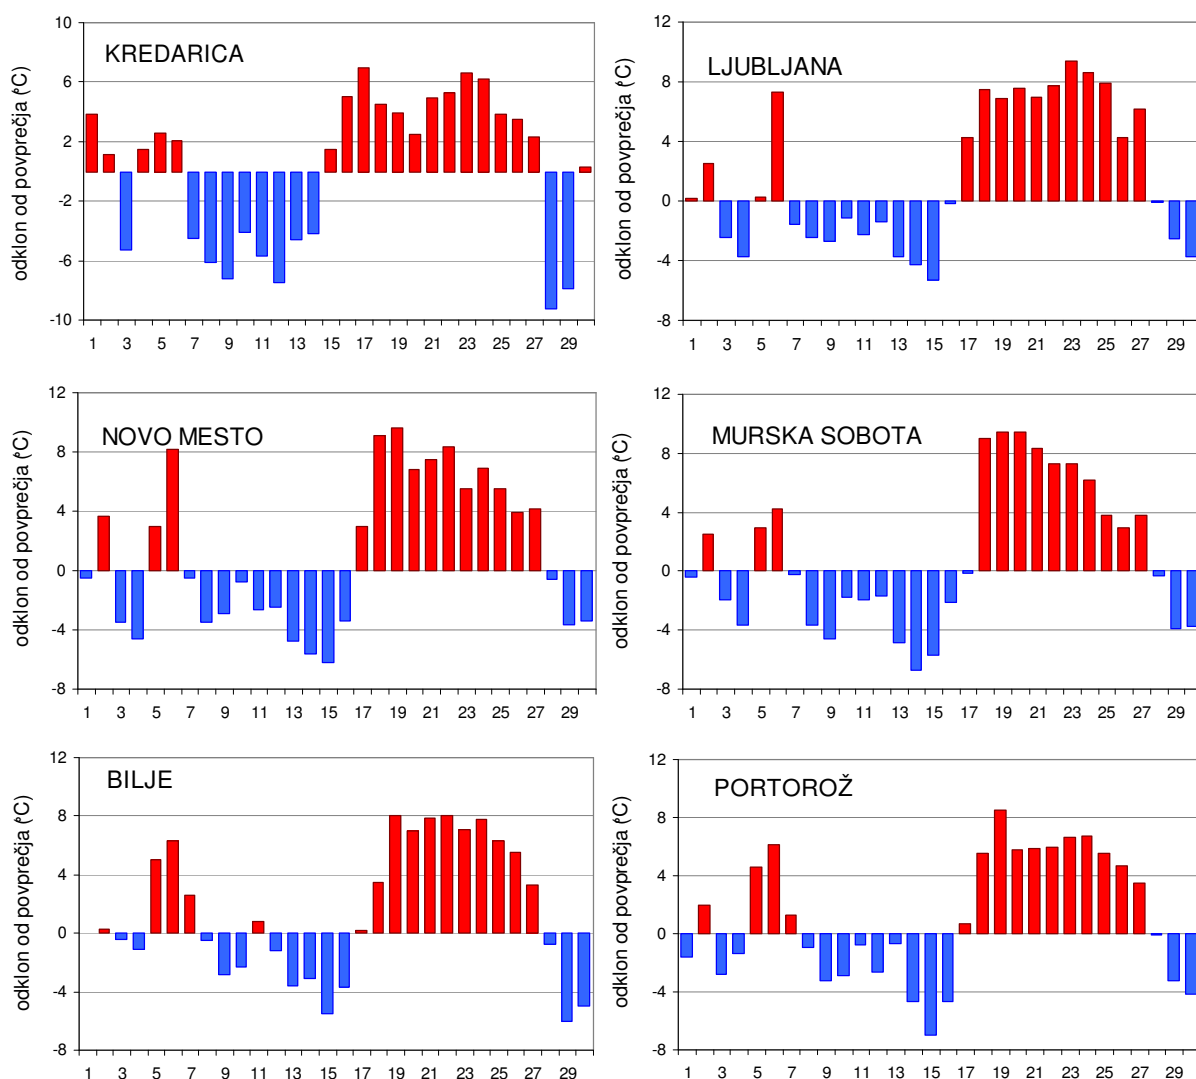 KREDARICA
odklon od povprečja (°C)
10
6
2
-2
-6
-10
1 3 5 7 9 11 13 15 17 19 21 23 25 27 29
LJUBLJANA
odklon od povprečja (°C)
12
8
4
0
-4
-8
1 3 5 7 9 11 13 15 17 19 21 23 25 27 29
NOVO MESTO
odklon od povprečja (°C)
12
8
4
0
-4
-8
1 3 5 7 9 11 13 15 17 19 21 23 25 27 29
MURSKA SOBOTA
odklon od povprečja (°C)
12
8
4
0
-4
-8
1 3 5 7 9 11 13 15 17 19 21 23 25 27 29
BILJE
odklon od povprečja (°C)
12
8
4
0
-4
-8
1 3 5 7 9 11 13 15 17 19 21 23 25 27 29
PORTOROŽ
odklon od povprečja (°C)
12
8
4
0
-4
-8
1 3 5 7 9 11 13 15 17 19 21 23 25 27 29